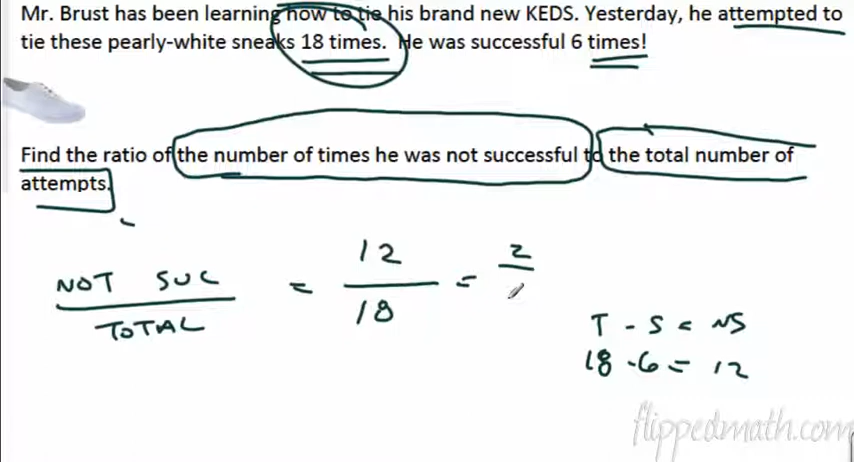 Mr. Brust has been learning how to tie his brand new KEDS. Yesterday, he attempted to
tie these pearly-white sneaks 18 times. He was successful 6 times!
Find the ratio of the number of times he was not successful to the total number of
attempts.
NOT SUC
TOTAL
=
12
18
=
2
T - S = NS
18 - 6 = 12
flippedmath.com